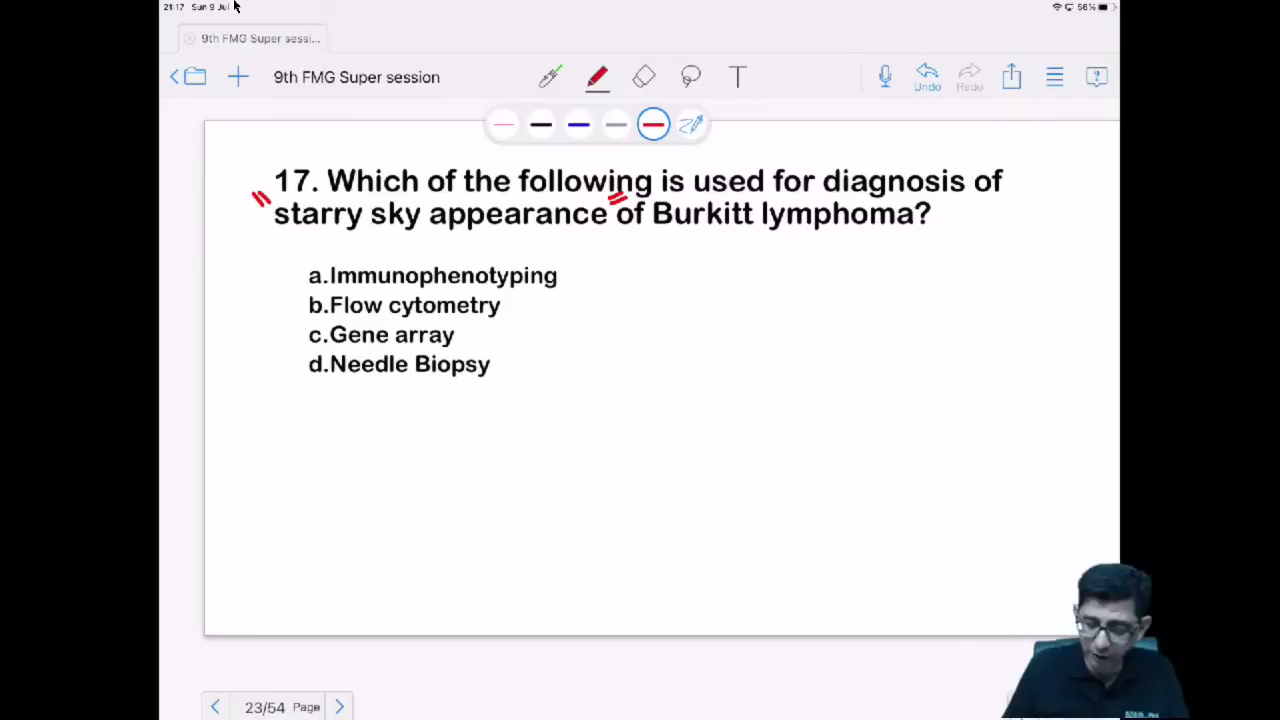 21:17 Sun 9 Jul
58%
9th FMG Super sessi...
9th FMG Super session
T
Undo
Redo
17. Which of the following is used for diagnosis of
starry sky appearance of Burkitt lymphoma?
a.Immunophenotyping
b.Flow cytometry
c.Gene array
d.Needle Biopsy
23/54 Page